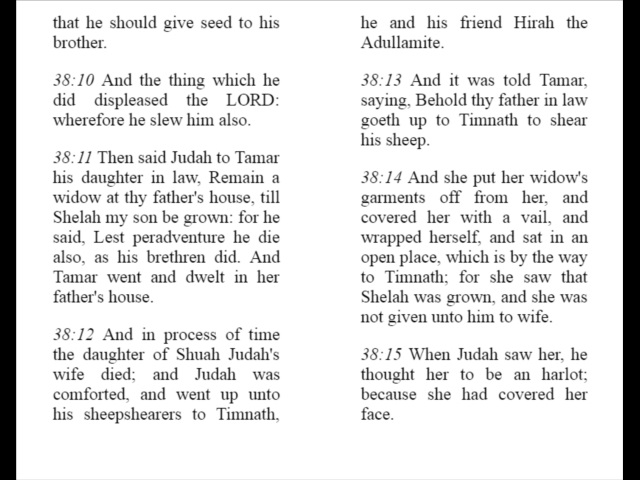 that he should give seed to his
brother.
38:10 And the thing which he
did displeased the LORD:
wherefore he slew him also.
38:11 Then said Judah to Tamar
his daughter in law, Remain a
widow at thy father's house, till
Shelah my son be grown: for he
said, Lest peradventure he die
also, as his brethren did. And
Tamar went and dwelt in her
father's house.
38:12 And in process of time
the daughter of Shuah Judah's
wife died; and Judah was
comforted, and went up unto
his sheepshearers to Timnath,
he and his friend Hirah the
Adullamite.
38:13 And it was told Tamar,
saying, Behold thy father in law
goeth up to Timnath to shear
his sheep.
38:14 And she put her widow's
garments off from her, and
covered her with a vail, and
wrapped herself, and sat in an
open place, which is by the way
to Timnath; for she saw that
Shelah was grown, and she was
not given unto him to wife.
38:15 When Judah saw her, he
thought her to be an harlot;
because she had covered her
face.